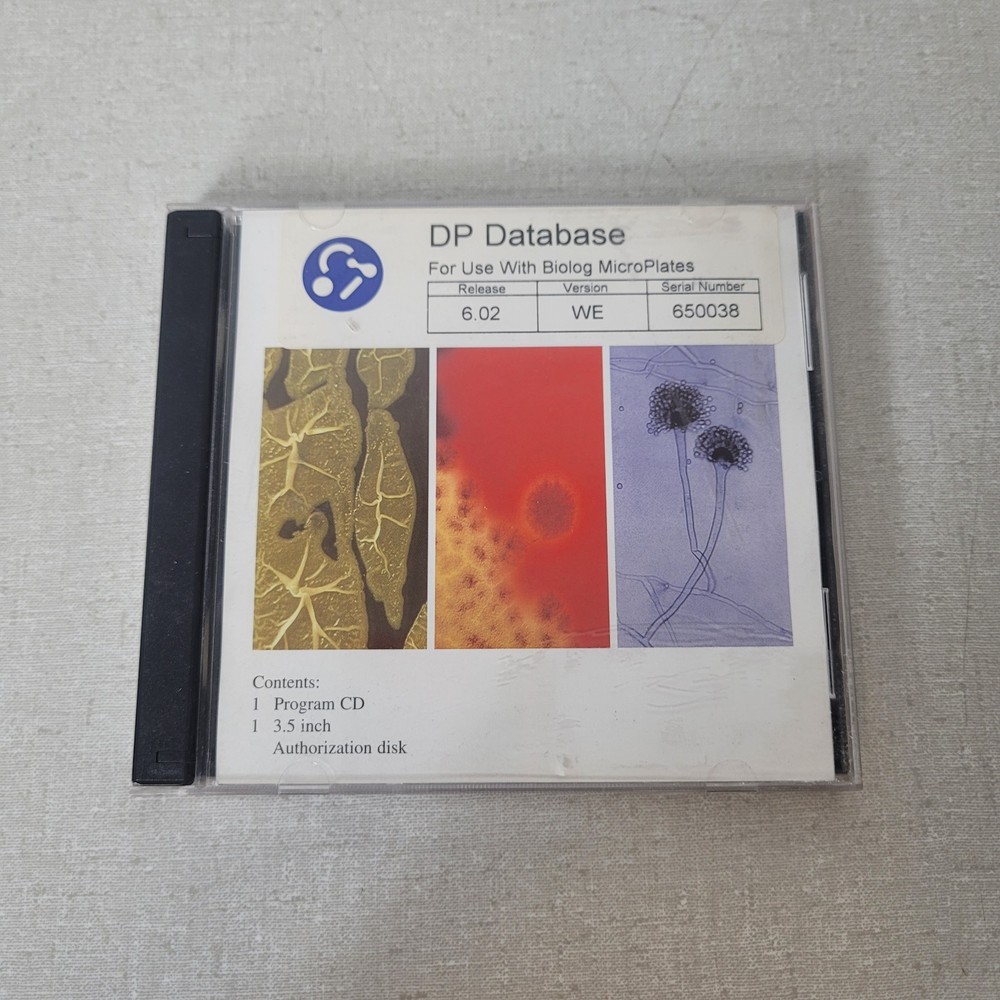 DP Database
For Use With Biolog MicroPlates
Release Version Serial Number
6.02 WE 650038
Contents:
1 Program CD
1 3.5 inch
Authorization disk